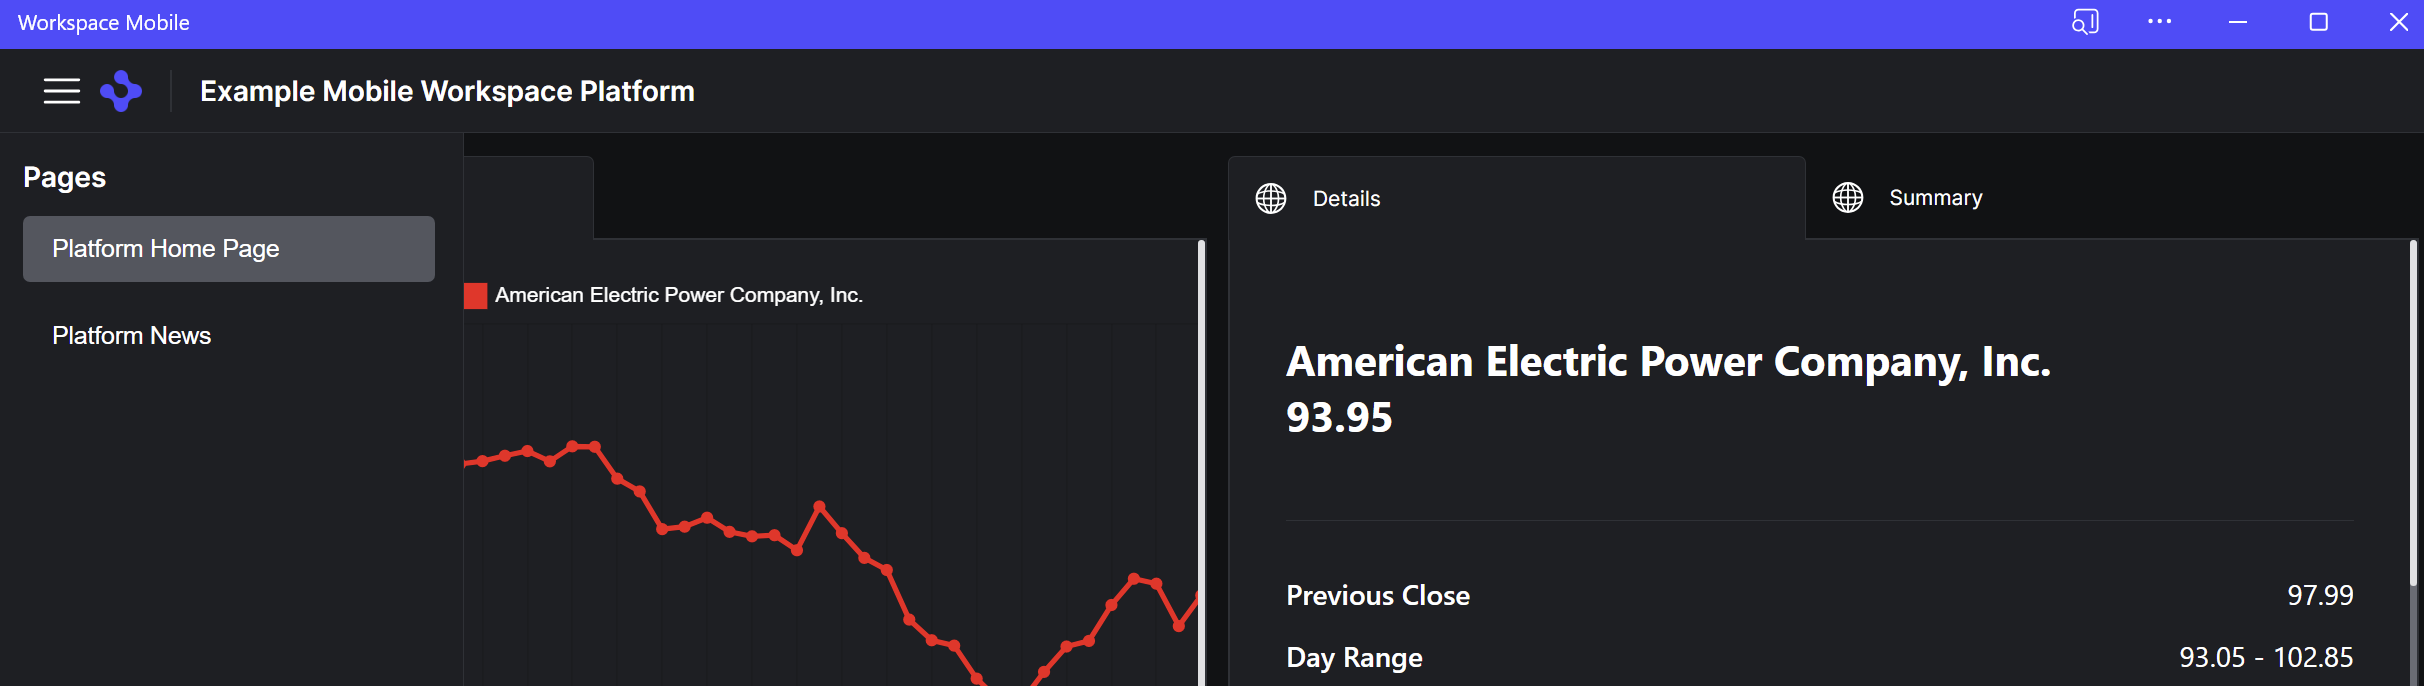 Workspace Mobile
Example Mobile Workspace Platform
Pages
Platform Home Page
Platform News
American Electric Power Company, Inc.
Details
Summary
American Electric Power Company, Inc.
93.95
Previous Close 97.99
Day Range 93.05 - 102.85